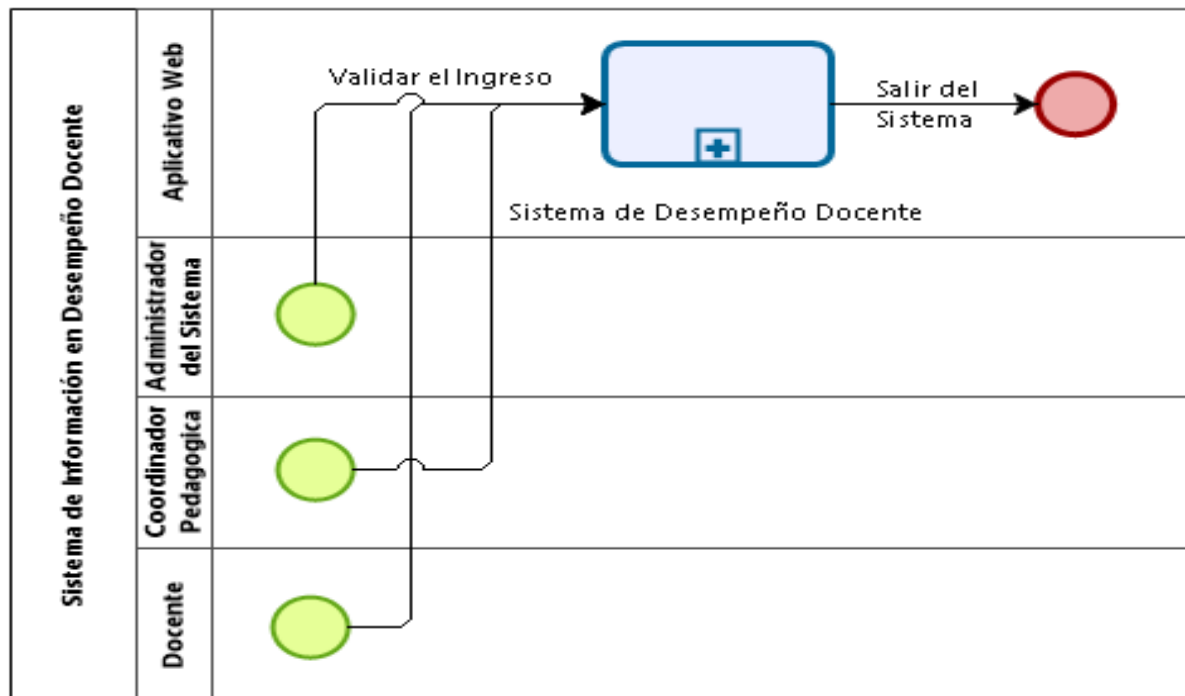 Sistema de Información en Desempeño Docente
Aplicativo Web
Validar el Ingreso
Salir del
Sistema
Sistema de Desempeño Docente
Administrador
del Sistema
Coordinador
Pedagogica
Docente